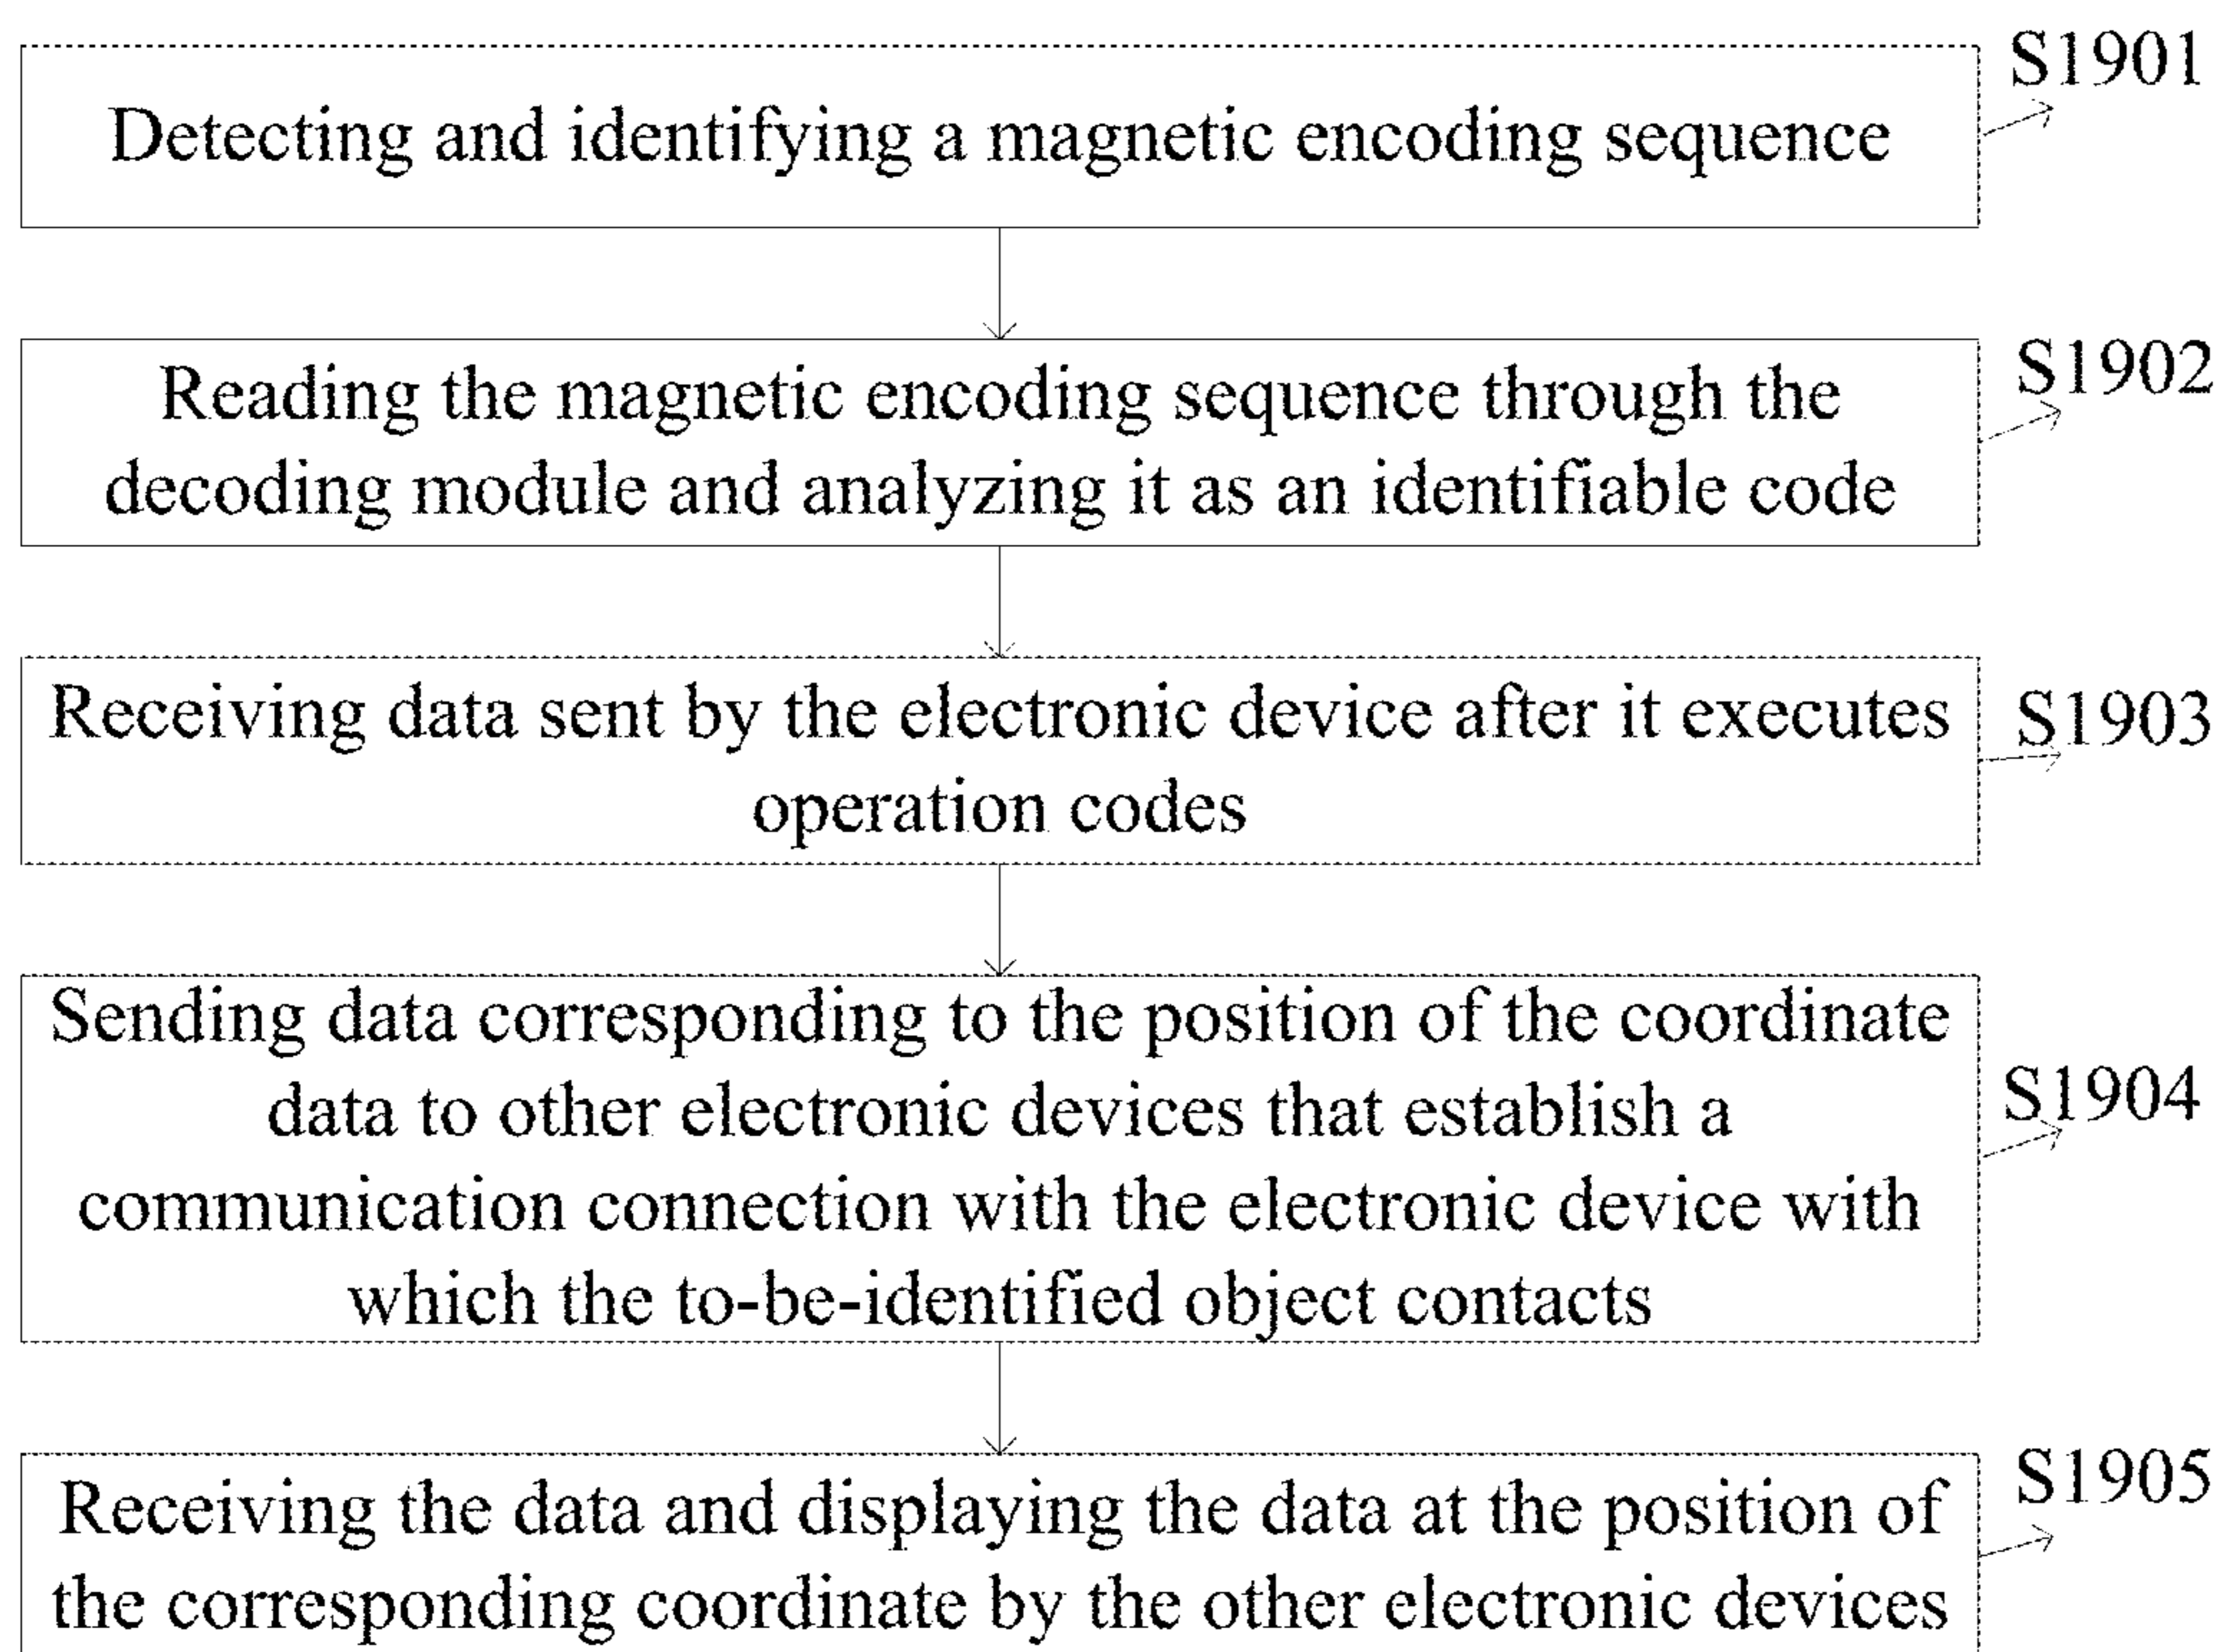 S1901
Detecting and identifying a magnetic encoding sequence
S1902
Reading the magnetic encoding sequence through the
decoding module and analyzing it as an identifiable code
Receiving data sent by the electronic device after it executes
S1903
operation codes
Sending data corresponding to the position of the coordinate
data to other electronic devices that establish a
S1904
communication connection with the electronic device with
which the to-be-identified object contacts
S1905
Receiving the data and displaying the data at the position of
the corresponding coordinate by the other electronic devices